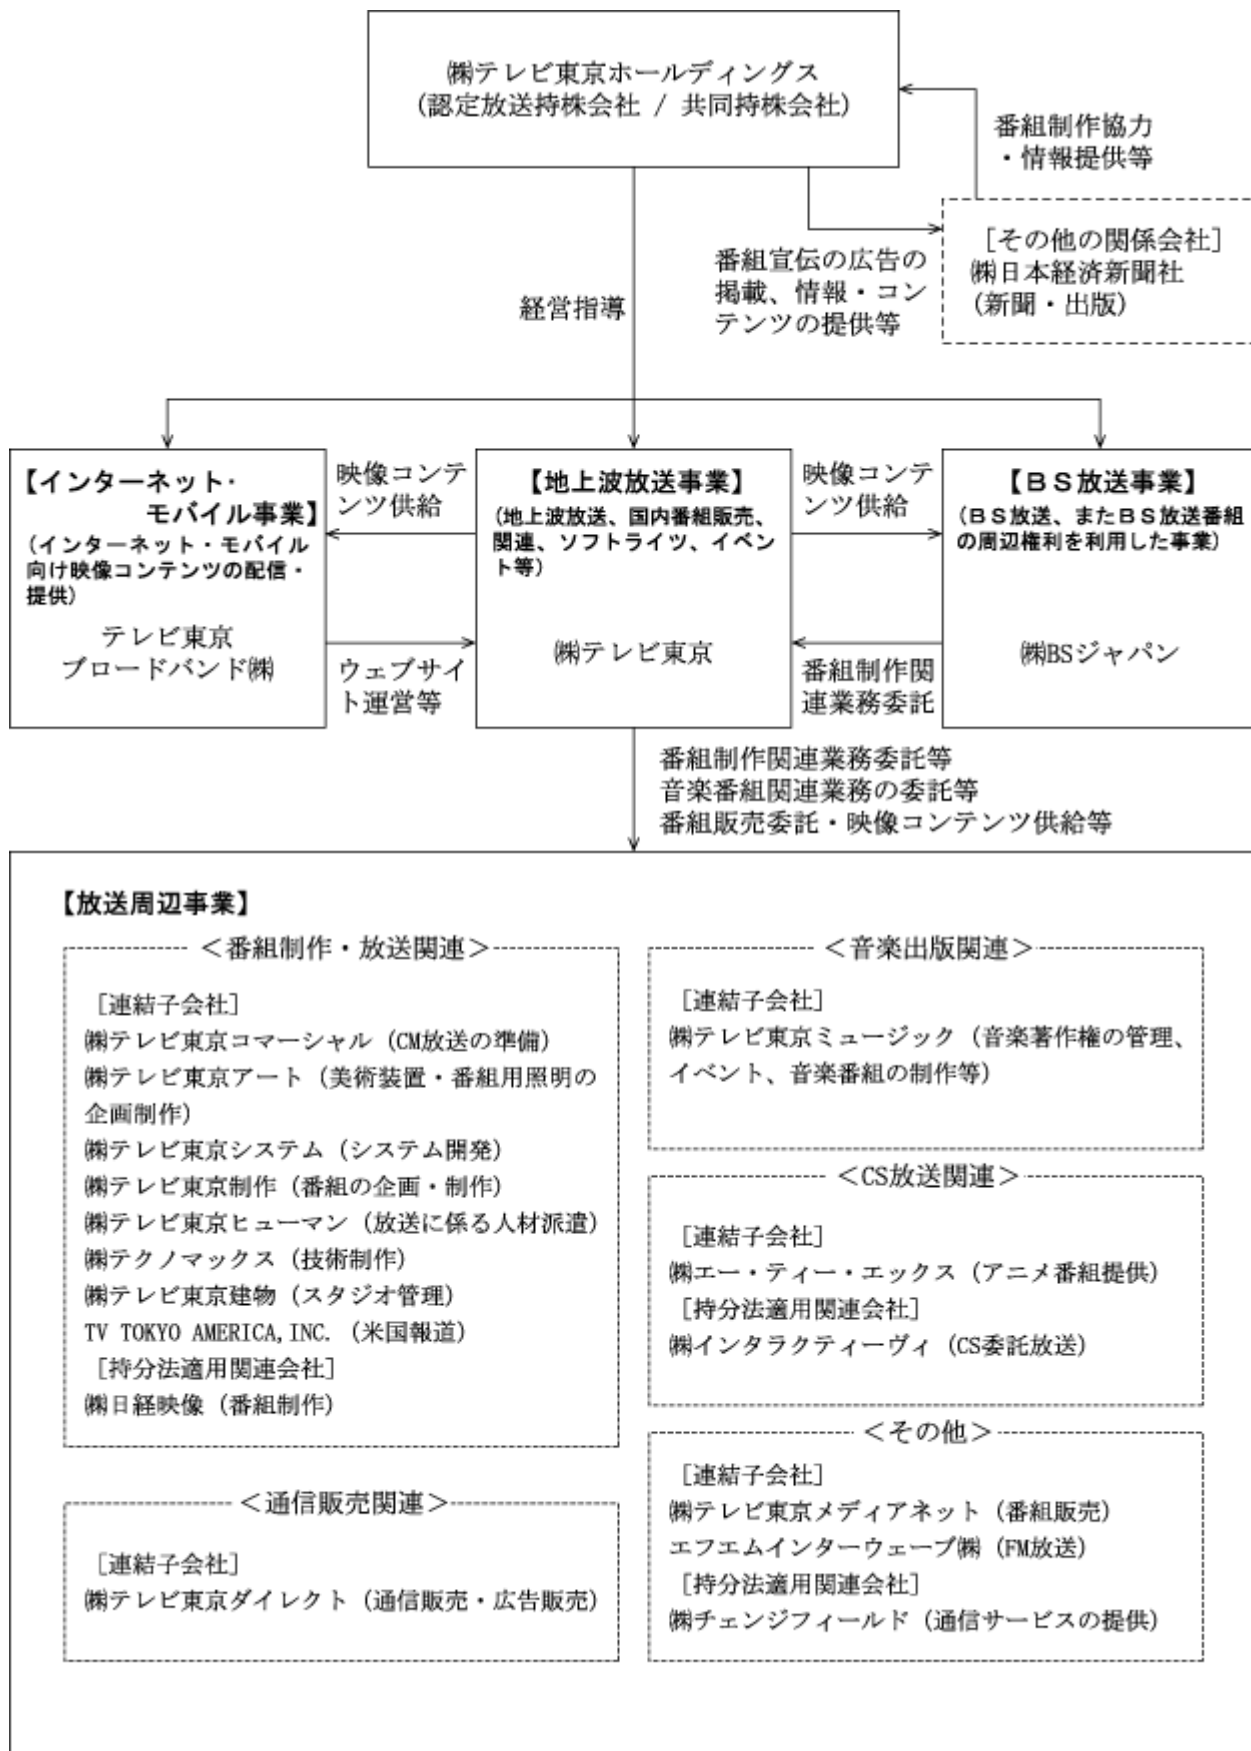 ㈱テレビ東京ホールディングス
(認定放送持株会社 / 共同持株会社)
番組制作協力
・情報提供等
[その他の関係会社]
㈱日本経済新聞社
(新聞・出版)
番組宣伝の広告の
掲載、情報・コン
テンツの提供等
経営指導
【インターネット・
モバイル事業】
(インターネット・モバイル
向け映像コンテンツの配信・
提供)
テレビ東京
ブロードバンド㈱
映像コンテ
ンツ供給
ウェブサイ
ト運営等
【地上波放送事業】
(地上波放送、国内番組販売、
関連、ソフトライツ、イベン
ト等)
㈱テレビ東京
映像コンテ
ンツ供給
番組制作関
連業務委託
【BS放送事業】
(BS放送、またBS放送番組
の周辺権利を利用した事業)
㈱BSジャパン
番組制作関連業務委託等
音楽番組関連業務の委託等
番組販売委託・映像コンテンツ供給等
【放送周辺事業】
<番組制作・放送関連>
[連結子会社]
㈱テレビ東京コマーシャル (CM放送の準備)
㈱テレビ東京アート (美術装置・番組用照明の
企画制作)
㈱テレビ東京システム (システム開発)
㈱テレビ東京制作 (番組の企画・制作)
㈱テレビ東京ヒューマン (放送に係る人材派遣)
㈱テクノマックス (技術制作)
㈱テレビ東京建物 (スタジオ管理)
TV TOKYO AMERICA,INC. (米国報道)
[持分法適用関連会社]
㈱日経映像 (番組制作)
<通信販売関連>
[連結子会社]
㈱テレビ東京ダイレクト (通信販売・広告販売)
<音楽出版関連>
[連結子会社]
㈱テレビ東京ミュージック (音楽著作権の管理、
イベント、音楽番組の制作等)
<CS放送関連>
[連結子会社]
㈱エー・ティー・エックス (アニメ番組提供)
[持分法適用関連会社]
㈱インタラクティーヴィ (CS委託放送)
<その他>
[連結子会社]
㈱テレビ東京メディアネット (番組販売)
エフエムインターウェーブ㈱ (FM放送)
[持分法適用関連会社]
㈱チェンジフィールド (通信サービスの提供)